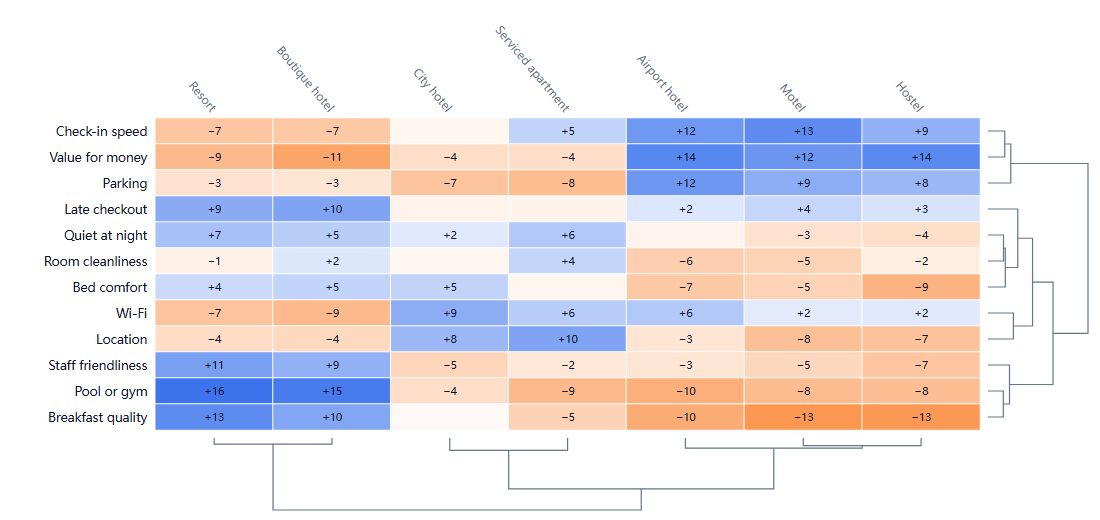 Resort Boutique hotel City hotel Serviced apartment Airport hotel Motel Hostel
Check-in speed −7 −7 +5 +12 +13 +9
Value for money −9 −11 −4 −4 +14 +12 +14
Parking −3 −3 −7 −8 +12 +9 +8
Late checkout +9 +10 +2 +4 +3
Quiet at night +7 +5 +2 +6 −3 −4
Room cleanliness −1 +2 +4 −6 −5 −2
Bed comfort +4 +5 +5 −7 −5 −9
Wi-Fi −7 −9 +9 +6 +6 +2 +2
Location −4 −4 +8 +10 −3 −8 −7
Staff friendliness +11 +9 −5 −2 −3 −5 −7
Pool or gym +16 +15 −4 −9 −10 −8 −8
Breakfast quality +13 +10 −5 −10 −13 −13